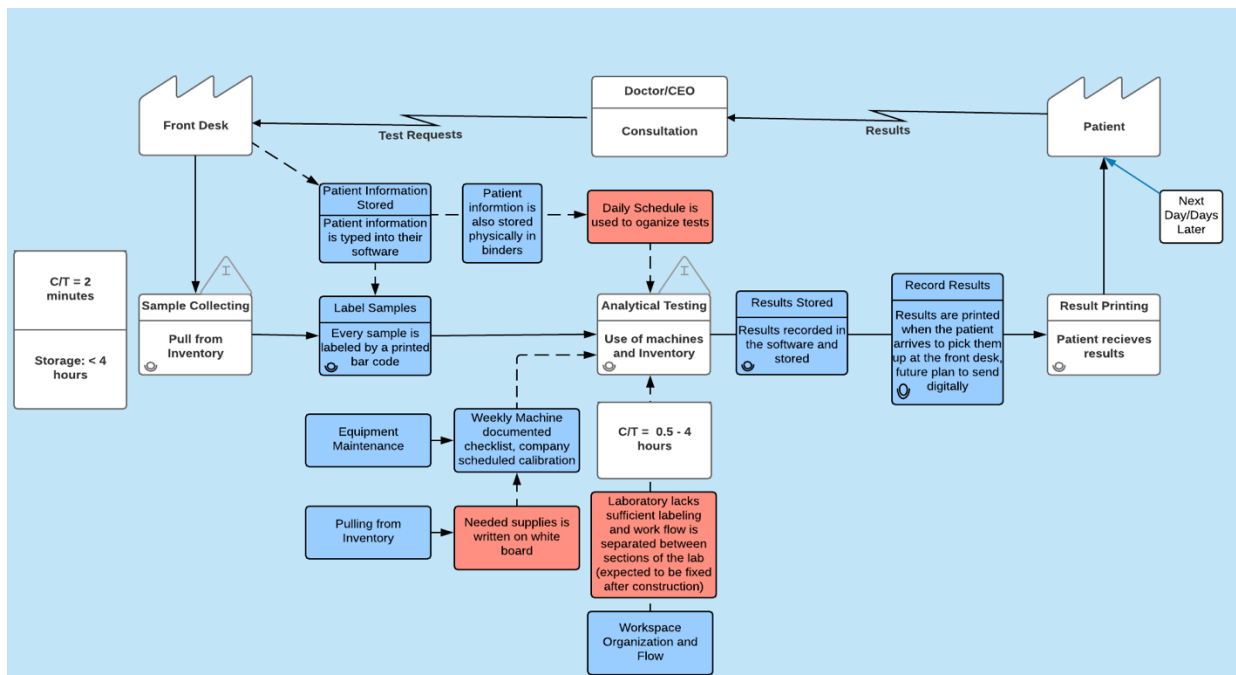 Front Desk
Test Requests
Doctor/CEO
Consultation
Results
Patient
Next
Day/Days
Later
Patient Information
Stored
Patient information
is typed into their
software
Patient
informtion is
also stored
physically in
binders
Daily Schedule is
used to oganize tests
C/T = 2
minutes
Storage: < 4
hours
I
Sample Collecting
Pull from
Inventory
Label Samples
Every sample is
labeled by a printed
bar code
I
Analytical Testing
Use of machines
and Inventory
Results Stored
Results recorded in
the software and
stored
Record Results
Results are printed
when the patient
arrives to pick them
up at the front desk,
future plan to send
digitally
Result Printing
Patient recieves
results
Equipment
Maintenance
Weekly Machine
documented
checklist, company
scheduled calibration
C/T =  0.5 - 4
hours
Pulling from
Inventory
Needed supplies is
written on white
board
Laboratory lacks
sufficient labeling
and work flow is
separated between
sections of the lab
(expected to be fixed
after construction)
Workspace
Organization and
Flow